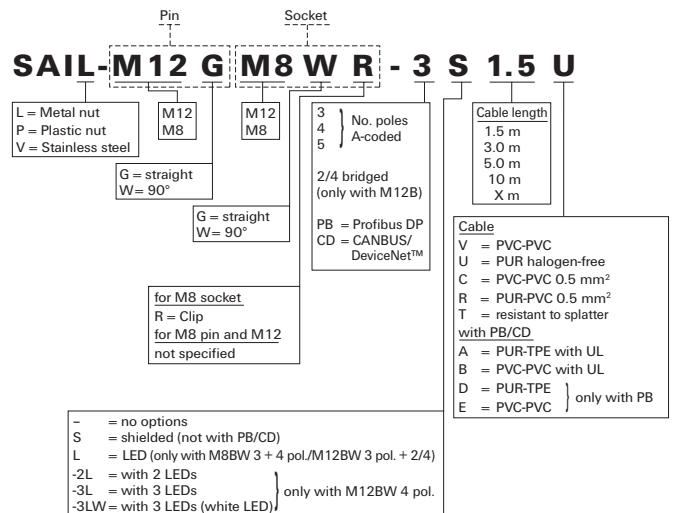 Pin Socket
SAIL-M12 G M8 W R - 3 S 1.5 U
L = Metal nut
P = Plastic nut
V = Stainless steel
M12
M8
M12
M8
3
4
5
No. poles
A-coded
2/4 bridged
(only with M12B)
PB = Profibus DP
CD = CANBUS/
DeviceNet™
Cable length
1.5 m
3.0 m
5.0 m
10 m
X m
G = straight
W= 90°
G = straight
W= 90°
for M8 socket
R = Clip
for M8 pin and M12
not specified
Cable
V = PVC-PVC
U = PUR halogen-free
C = PVC-PVC 0.5 mm²
R = PUR-PVC 0.5 mm²
T = resistant to splatter
with PB/CD
A = PUR-TPE with UL
B = PVC-PVC with UL
D = PUR-TPE
E = PVC-PVC
only with PB
– = no options
S = shielded (not with PB/CD)
L = LED (only with M8BW 3 + 4 pol./M12BW 3 pol. + 2/4)
-2L = with 2 LEDs
-3L = with 3 LEDs
-3LW = with 3 LEDs (white LED)
only with M12BW 4 pol.